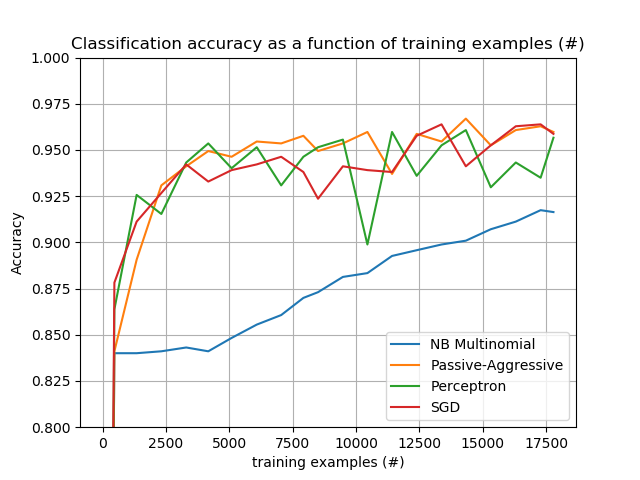 Classification accuracy as a function of training examples (#)
1.000
0.975
0.950
0.925
0.900
0.875
0.850
0.825
0.800
Accuracy
NB Multinomial
Passive-Aggressive
Perceptron
SGD
0 2500 5000 7500 10000 12500 15000 17500
training examples (#)